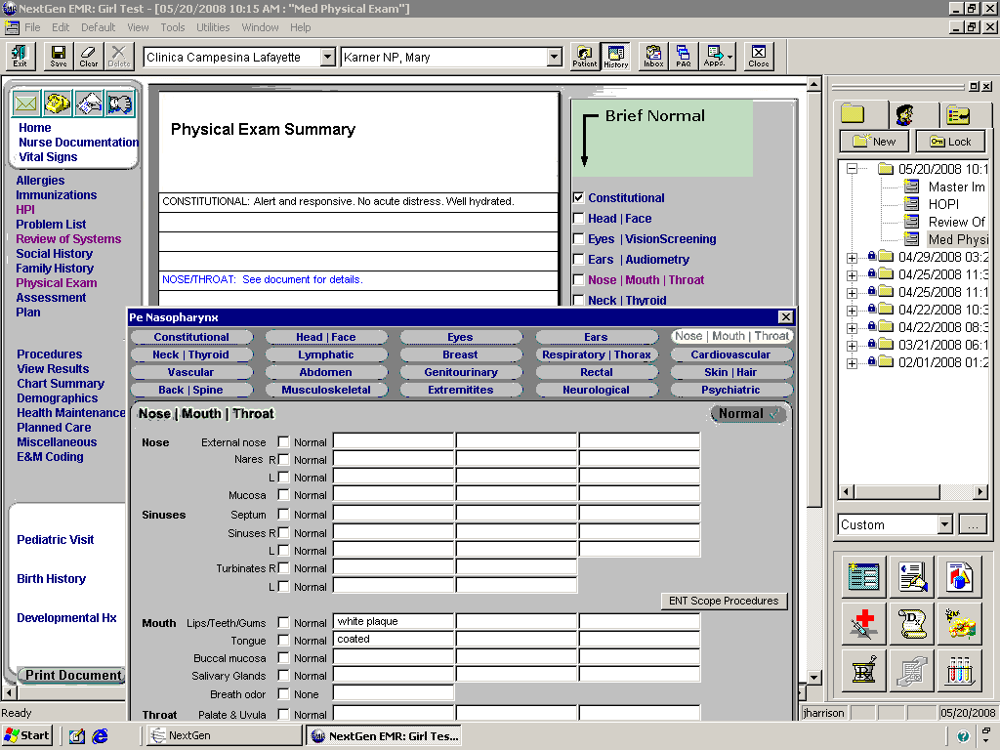 NextGen EMR: Girl Test - [05/20/2008 10:15 AM : "Med Physical Exam"]
File Edit Default View Tools Utilities Window Help
Exit Save Clear Delete Clinica Campesina Lafayette Karner NP, Mary Patient History Inbox PAQ Apps Close
Home
Nurse Documentation
Vital Signs
Allergies
Immunizations
HPI
Problem List
Review of Systems
Social History
Family History
Physical Exam
Assessment
Plan
Procedures
View Results
Chart Summary
Demographics
Health Maintenance
Planned Care
Miscellaneous
E&M Coding
Pediatric Visit
Birth History
Developmental Hx
Print Document
Physical Exam Summary
CONSTITUTIONAL: Alert and responsive. No acute distress. Well hydrated.
NOSE/THROAT: See document for details.
Brief Normal
Constitutional
Head | Face
Eyes | VisionScreening
Ears | Audiometry
Nose | Mouth | Throat
Neck | Thyroid
New Lock
05/20/2008 10:1
Master Im
HOPI
Review Of
Med Physi
04/29/2008 03:2
04/25/2008 11:3
04/25/2008 11:1
04/22/2008 10:3
04/22/2008 08:3
03/21/2008 06:1
02/01/2008 01:2
Custom ...
Pe Nasopharynx
Constitutional Head | Face Eyes Ears Nose | Mouth | Throat
Neck | Thyroid Lymphatic Breast Respiratory | Thorax Cardiovascular
Vascular Abdomen Genitourinary Rectal Skin | Hair
Back | Spine Musculoskeletal Extremitites Neurological Psychiatric
Nose | Mouth | Throat Normal
Nose External nose Normal
Nares R Normal
L Normal
Mucosa Normal
Sinuses Septum Normal
Sinuses R Normal
L Normal
Turbinates R Normal
L Normal
ENT Scope Procedures
Mouth Lips/Teeth/Gums Normal white plaque
Tongue Normal coated
Buccal mucosa Normal
Salivary Glands Normal
Breath odor None
Throat Palate & Uvula Normal
Ready jharrison 05/20/2008
Start NextGen NextGen EMR: Girl Tes...